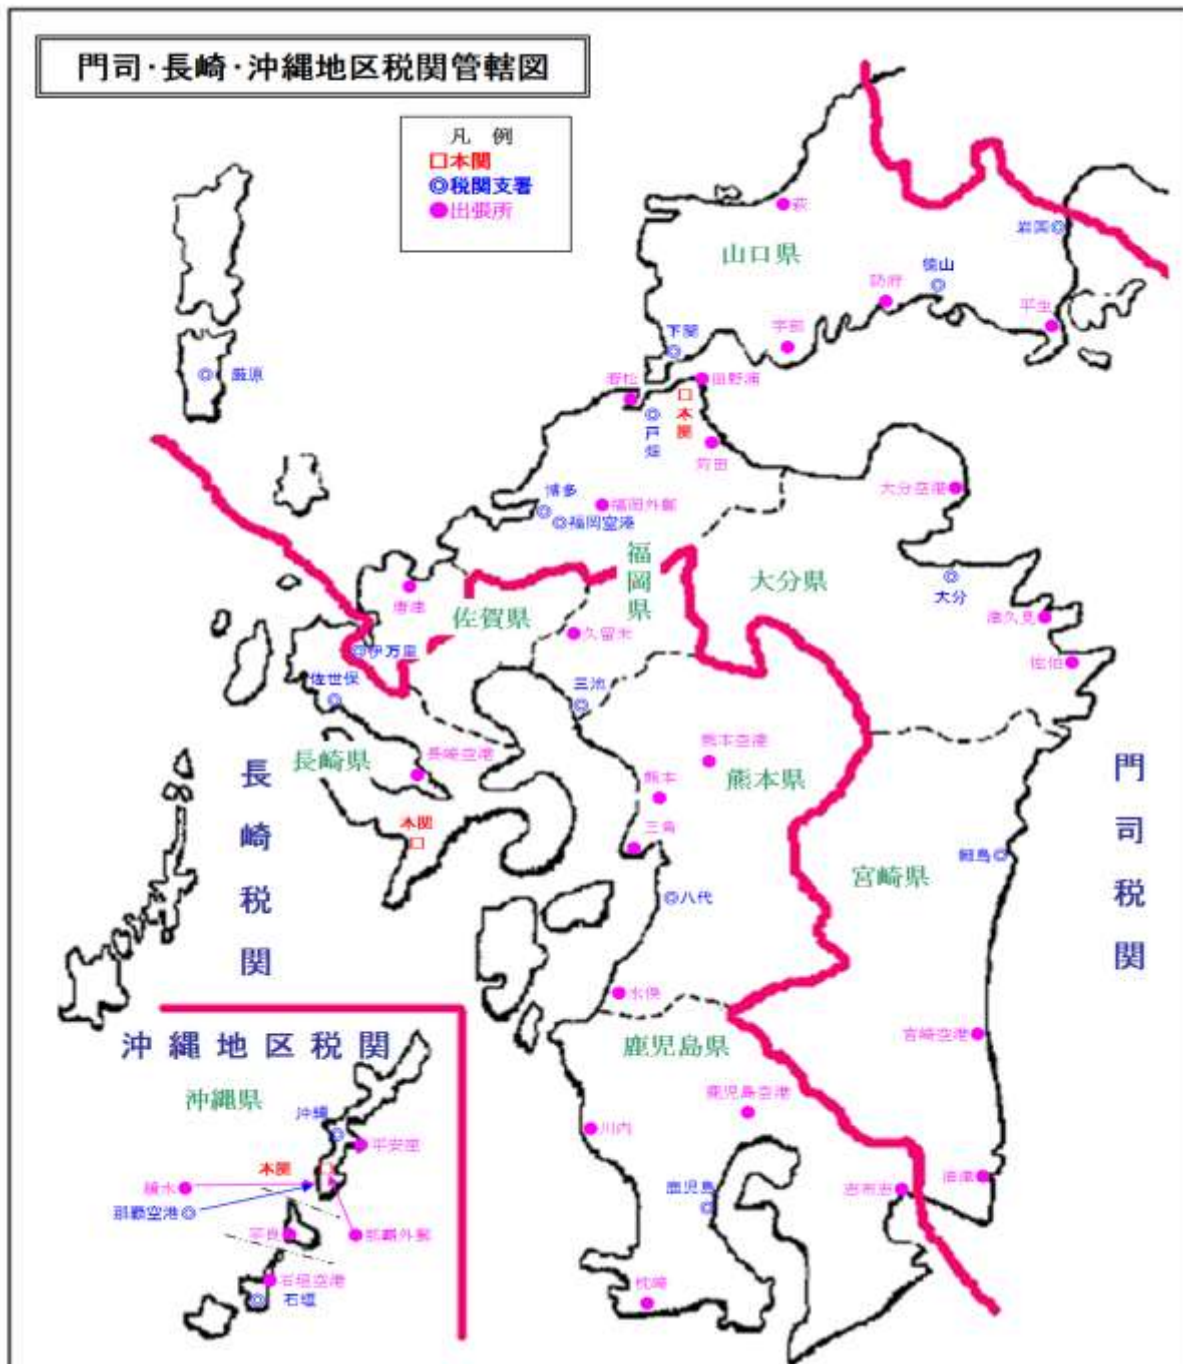 門司・長崎・沖縄地区税関管轄図
凡 例
口本関
◎税関支署
●出張所
萩
岩国◎
山口県
徳山
防府
平生
宇部
下関
厳原
若松
田野浦
口本関
戸畑
苅田
大分空港
博多
福岡外郵
◎福岡空港
福岡県
大分県
大分
唐津
佐賀県
久留米
津久見
◎伊万里
佐伯
佐世保
三池
長崎県
長崎空港
熊本空港
熊本県
長崎税関
門司税関
熊本
本関
口
三角
細島◎
宮崎県
◎八代
水俣
沖縄地区税関
鹿児島県
宮崎空港
沖縄県
鹿児島空港
沖縄
川内
平安座
本関
鏡水
鹿児島
志布志
油津
那覇空港◎
平良
那覇外郵
石垣空港
石垣
枕崎